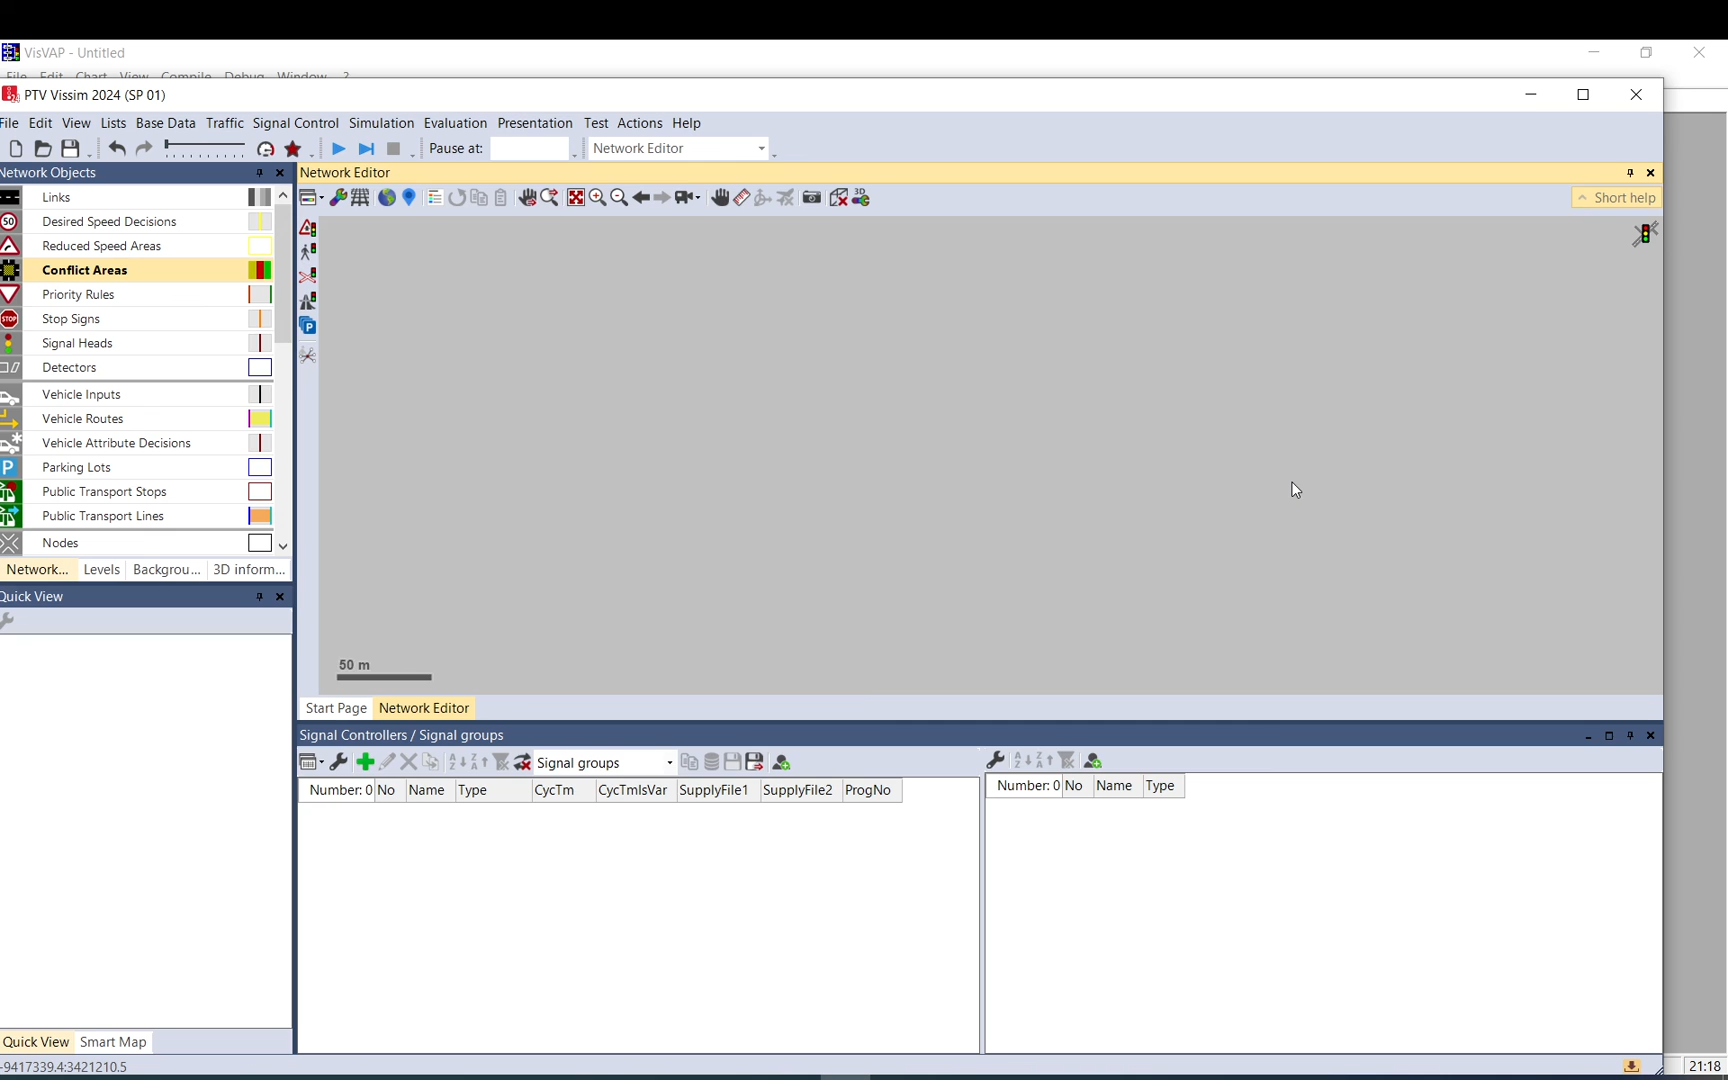 VisVAP - Untitled
File Edit Chart View Compile Debug Window ?
PTV Vissim 2024 (SP 01)
File Edit View Lists Base Data Traffic Signal Control Simulation Evaluation Presentation Test Actions Help
Pause at: Network Editor
Network Objects
Network Editor
Short help
Links
50 Desired Speed Decisions
Reduced Speed Areas
Conflict Areas
Priority Rules
STOP Stop Signs
Signal Heads
Detectors
Vehicle Inputs
Vehicle Routes
Vehicle Attribute Decisions
P Parking Lots
Public Transport Stops
Public Transport Lines
Nodes
Network... Levels Backgrou... 3D inform...
Quick View
50 m
Start Page Network Editor
Signal Controllers / Signal groups
Signal groups
Number: 0 No Name Type CycTm CycTmIsVar SupplyFile1 SupplyFile2 ProgNo
Number: 0 No Name Type
Quick View Smart Map
-9417339.4:3421210.5
21:18